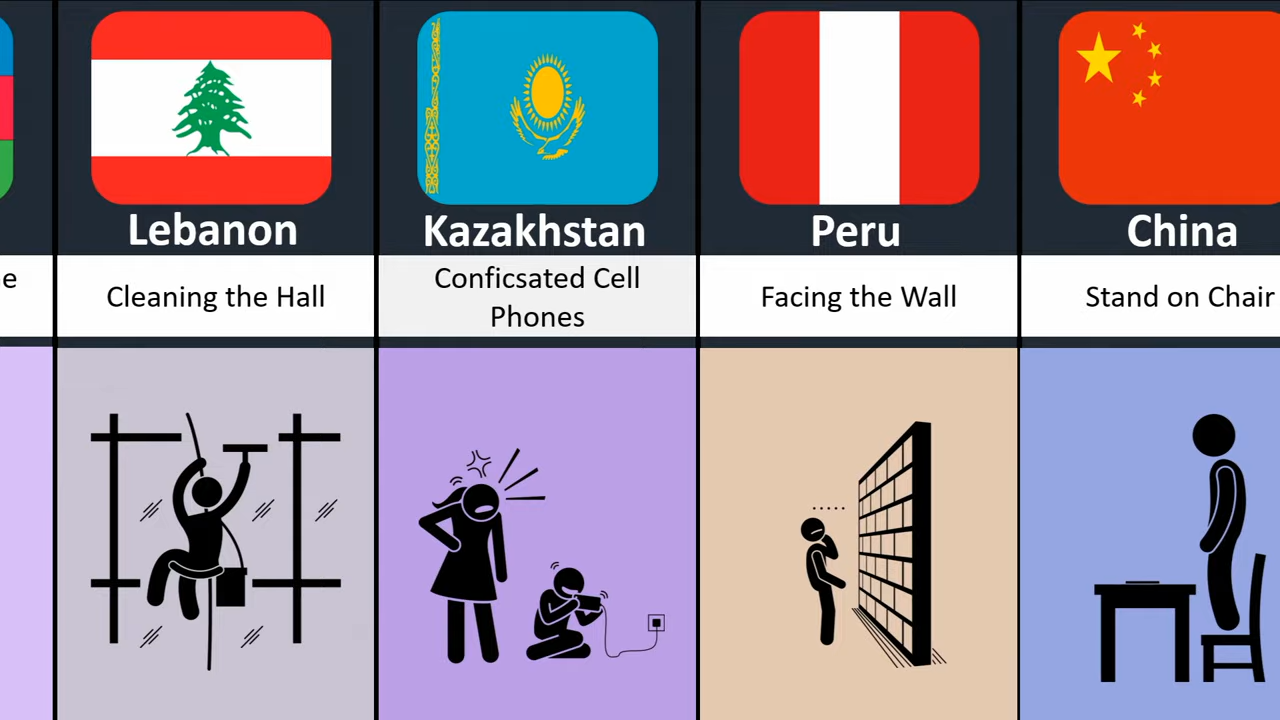 Lebanon
Kazakhstan
Peru
China
e
Cleaning the Hall
Conficsated Cell
Phones
Facing the Wall
Stand on Chair